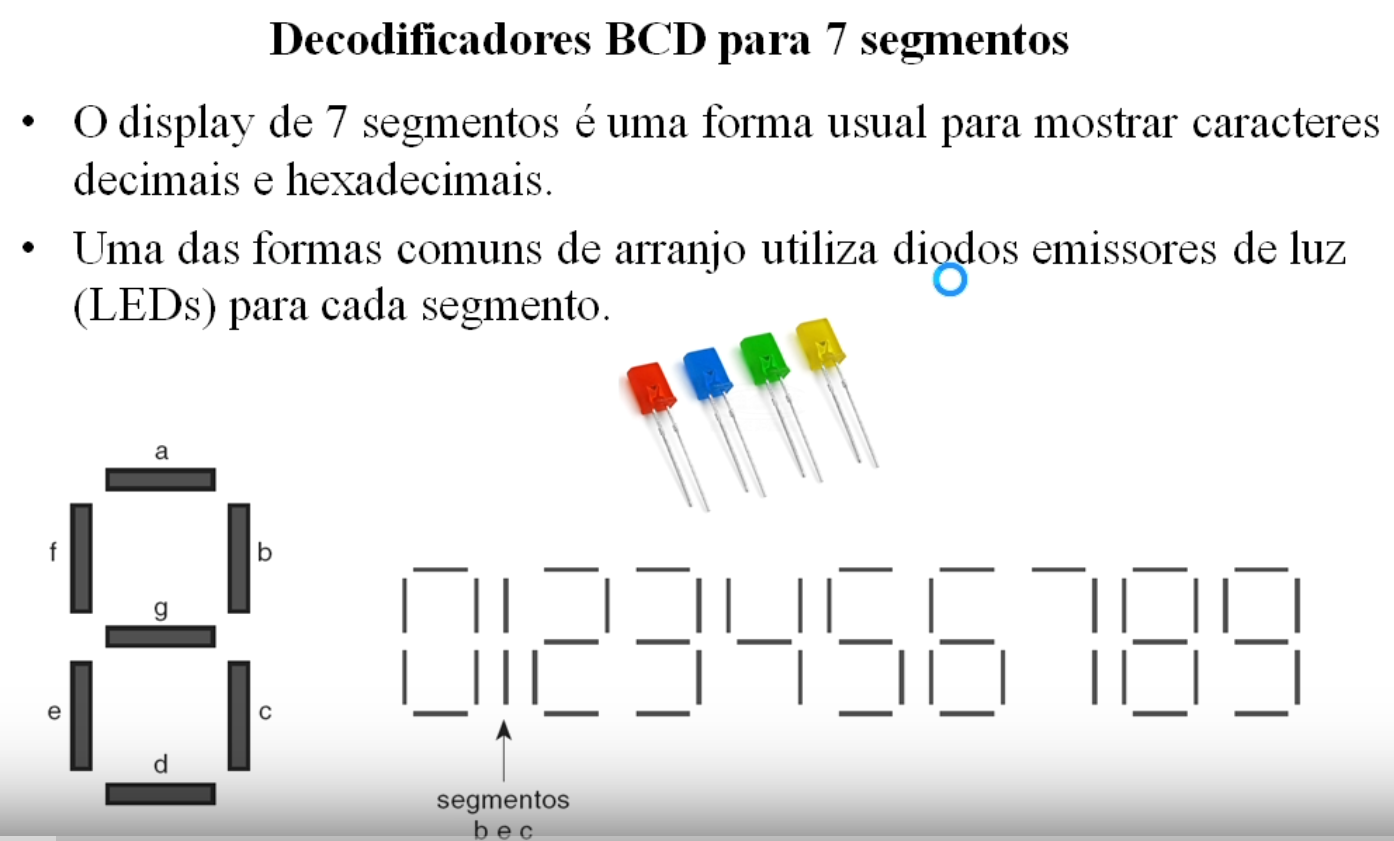 Decodificadores BCD para 7 segmentos
• O display de 7 segmentos é uma forma usual para mostrar caracteres
decimais e hexadecimais.
• Uma das formas comuns de arranjo utiliza diodos emissores de luz
(LEDs) para cada segmento.
a
f
b
g
e
c
d
0123456789
segmentos
b e c